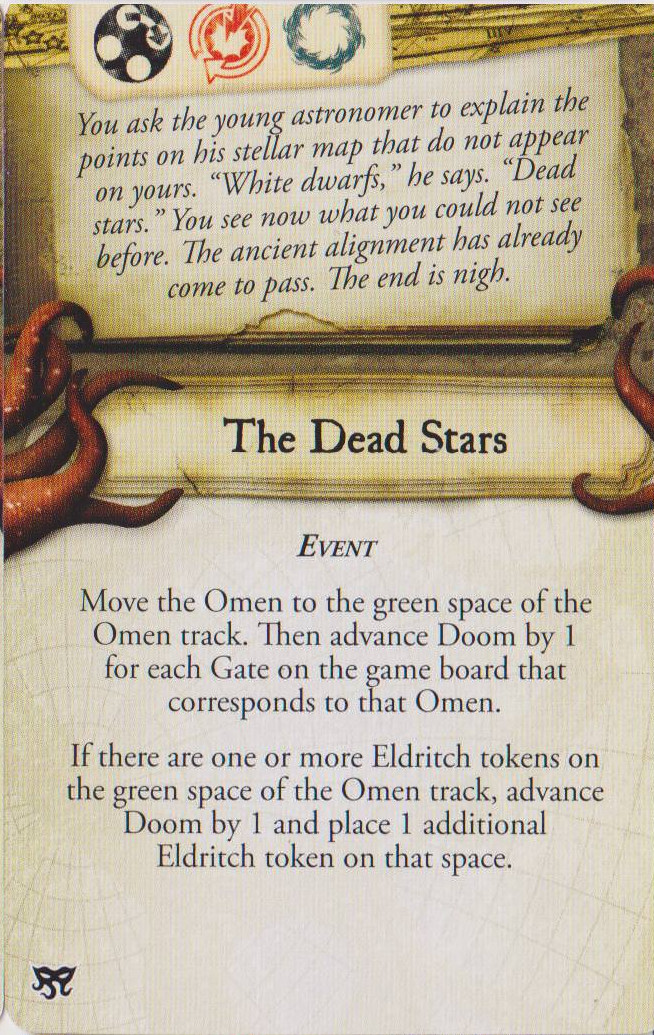 You ask the young astronomer to explain the
points on his stellar map that do not appear
on yours. “White dwarfs,” he says. “Dead
stars.” You see now what you could not see
before. The ancient alignment has already
come to pass. The end is nigh.
The Dead Stars
Event
Move the Omen to the green space of the
Omen track. Then advance Doom by 1
for each Gate on the game board that
corresponds to that Omen.
If there are one or more Eldritch tokens on
the green space of the Omen track, advance
Doom by 1 and place 1 additional
Eldritch token on that space.